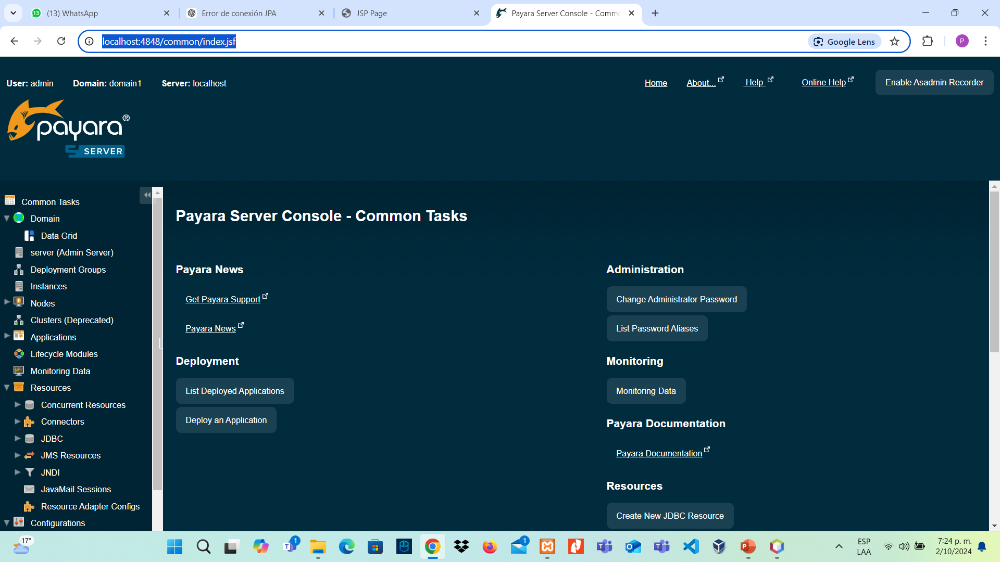 13
(13) WhatsApp
Error de conexión JPA
JSP Page
Payara Server Console - Commo
localhost:4848/common/index.jsf
Google Lens
P
User: admin
Domain: domain1
Server: localhost
Home
About...
Help
Online Help
Enable Asadmin Recorder
payara®
SERVER
Common Tasks
Domain
Data Grid
server (Admin Server)
Deployment Groups
Instances
Nodes
Clusters (Deprecated)
Applications
Lifecycle Modules
Monitoring Data
Resources
Concurrent Resources
Connectors
JDBC
JMS Resources
JNDI
JavaMail Sessions
Resource Adapter Configs
Configurations
Payara Server Console - Common Tasks
Payara News
Get Payara Support
Payara News
Deployment
List Deployed Applications
Deploy an Application
Administration
Change Administrator Password
List Password Aliases
Monitoring
Monitoring Data
Payara Documentation
Payara Documentation
Resources
Create New JDBC Resource
17°
1
1
ESP
LAA
7:24 p. m.
2/10/2024